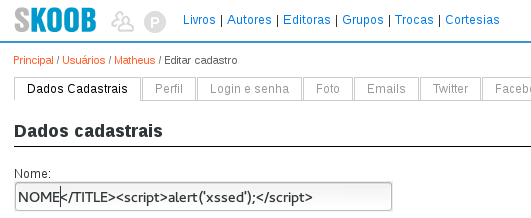 SKOOB P Livros | Autores | Editoras | Grupos | Trocas | Cortesias
Principal / Usuários / Matheus / Editar cadastro
Dados Cadastrais Perfil Login e senha Foto Emails Twitter Faceb
Dados cadastrais
Nome:
NOME</TITLE><script>alert('xssed');</script>